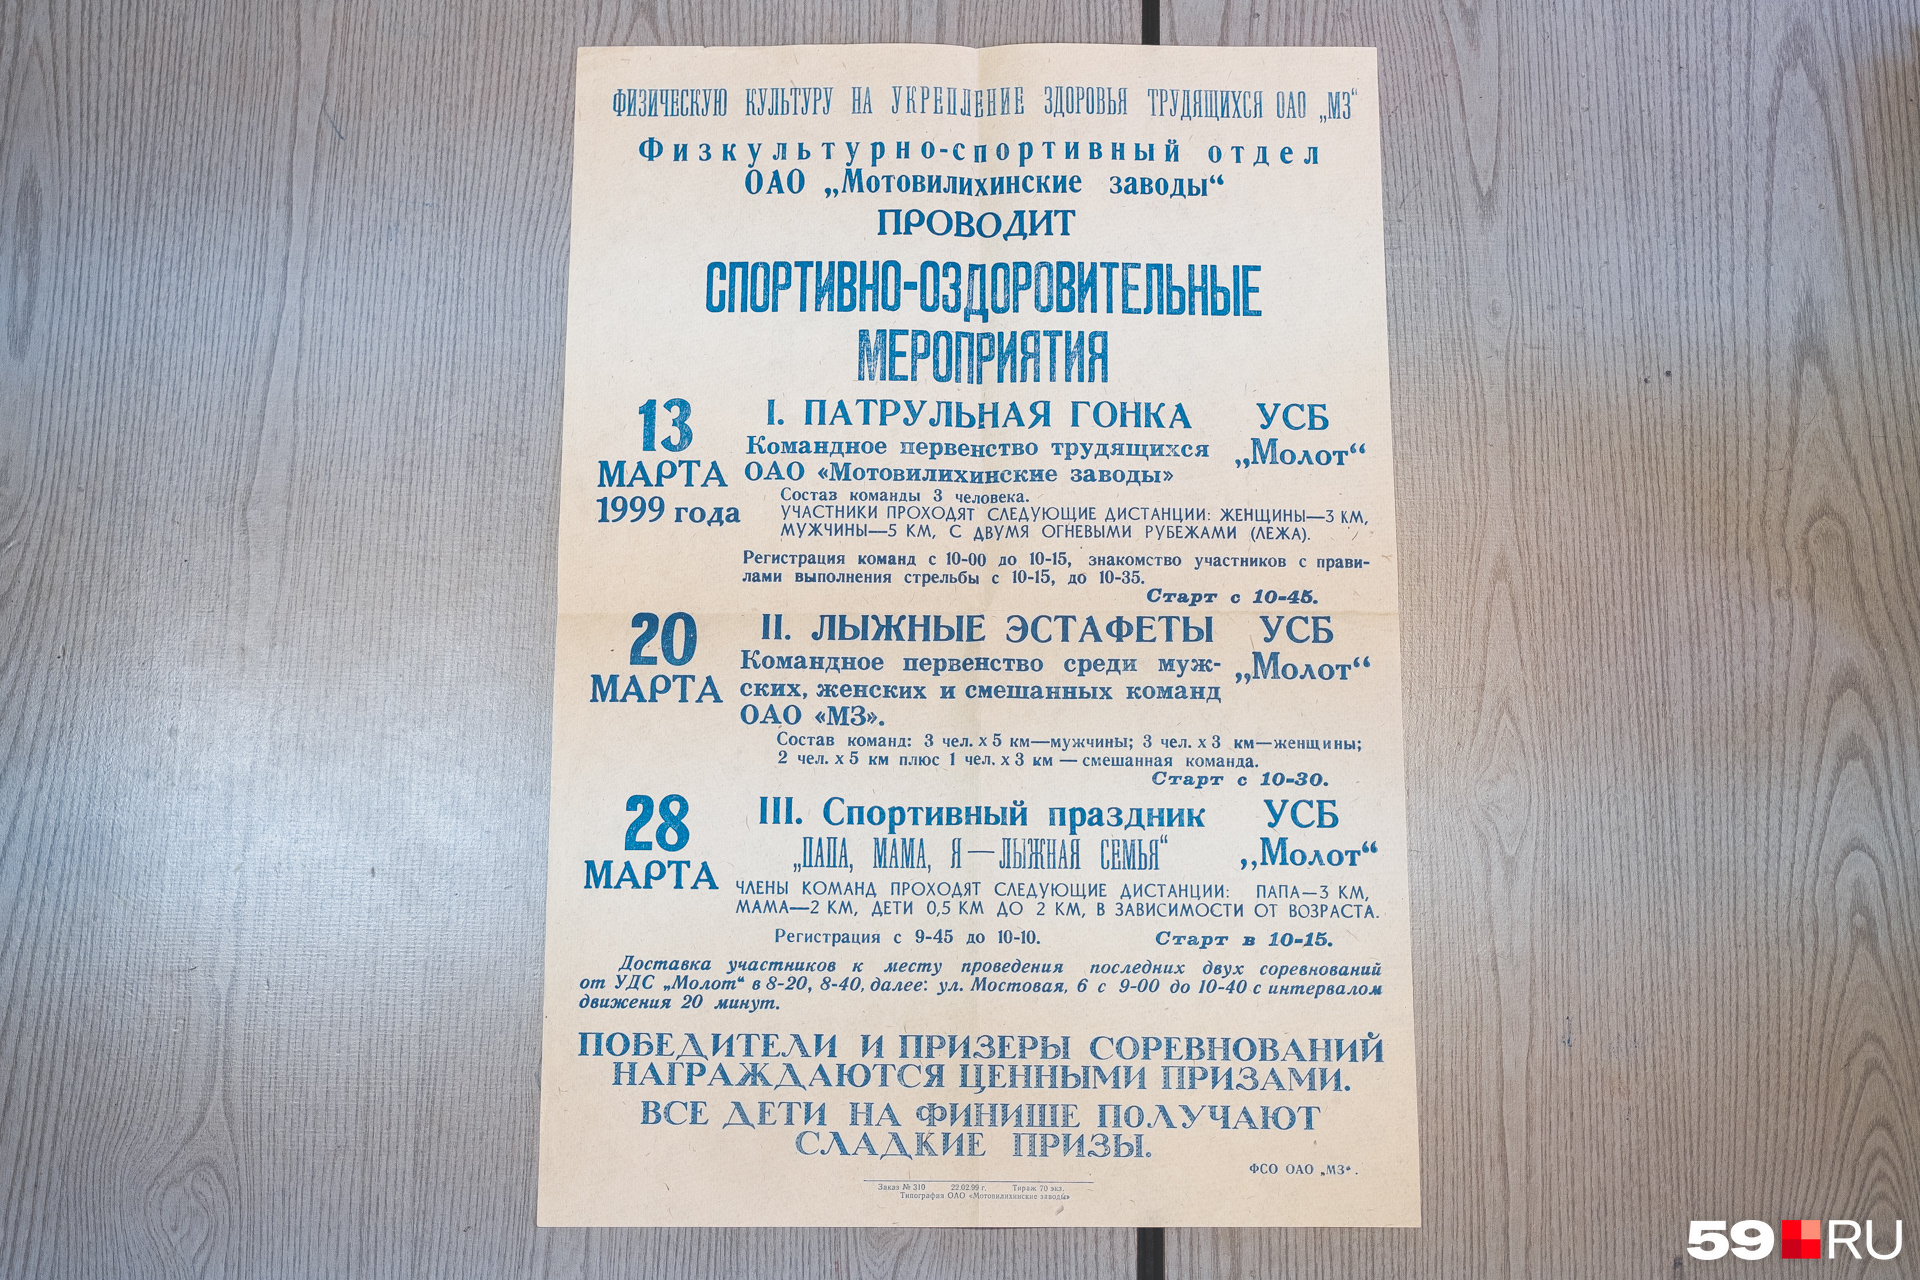 ФИЗИЧЕСКУЮ КУЛЬТУРУ НА УКРЕПЛЕНИЕ ЗДОРОВЬЯ ТРУДЯЩИХСЯ ОАО „МЗ“
Физкультурно-спортивный отдел
ОАО „Мотовилихинские заводы“
ПРОВОДИТ
СПОРТИВНО-ОЗДОРОВИТЕЛЬНЫЕ
МЕРОПРИЯТИЯ
13
МАРТА
1999 года
I. ПАТРУЛЬНАЯ ГОНКА
Командное первенство трудящихся
ОАО «Мотовилихинские заводы»
УСБ
„Молот“
Состав команды 3 человека.
УЧАСТНИКИ ПРОХОДЯТ СЛЕДУЮЩИЕ ДИСТАНЦИИ: ЖЕНЩИНЫ—3 КМ,
МУЖЧИНЫ—5 КМ, С ДВУМЯ ОГНЕВЫМИ РУБЕЖАМИ (ЛЕЖА).
Регистрация команд с 10-00 до 10-15, знакомство участников с прави-
лами выполнения стрельбы с 10-15, до 10-35.
Старт с 10-45.
20
МАРТА
II. ЛЫЖНЫЕ ЭСТАФЕТЫ
Командное первенство среди муж-
ских, женских и смешанных команд
ОАО «МЗ».
УСБ
„Молот“
Состав команд: 3 чел. х 5 км—мужчины; 3 чел. х 3 км—женщины;
2 чел. х 5 км плюс 1 чел. х 3 км — смешанная команда.
Старт с 10-30.
28
МАРТА
III. Спортивный праздник
„ПАПА, МАМА, Я—ЛЫЖНАЯ СЕМЬЯ“
УСБ
,,Молот“
ЧЛЕНЫ КОМАНД ПРОХОДЯТ СЛЕДУЮЩИЕ ДИСТАНЦИИ: ПАПА—3 КМ,
МАМА—2 КМ, ДЕТИ 0,5 КМ ДО 2 КМ, В ЗАВИСИМОСТИ ОТ ВОЗРАСТА.
Регистрация с 9-45 до 10-10.
Старт в 10-15.
Доставка участников к месту проведения последних двух соревнований
от УДС „Молот“ в 8-20, 8-40, далее: ул. Мостовая, 6 с 9-00 до 10-40 с интервалом
движения 20 минут.
ПОБЕДИТЕЛИ И ПРИЗЕРЫ СОРЕВНОВАНИЙ
НАГРАЖДАЮТСЯ ЦЕННЫМИ ПРИЗАМИ.
ВСЕ ДЕТИ НА ФИНИШЕ ПОЛУЧАЮТ
СЛАДКИЕ ПРИЗЫ.
ФСО ОАО „МЗ“.
Заказ № 310 22.02.99 г. Тираж 70 экз.
Типография ОАО «Мотовилихинские заводы»
59 RU